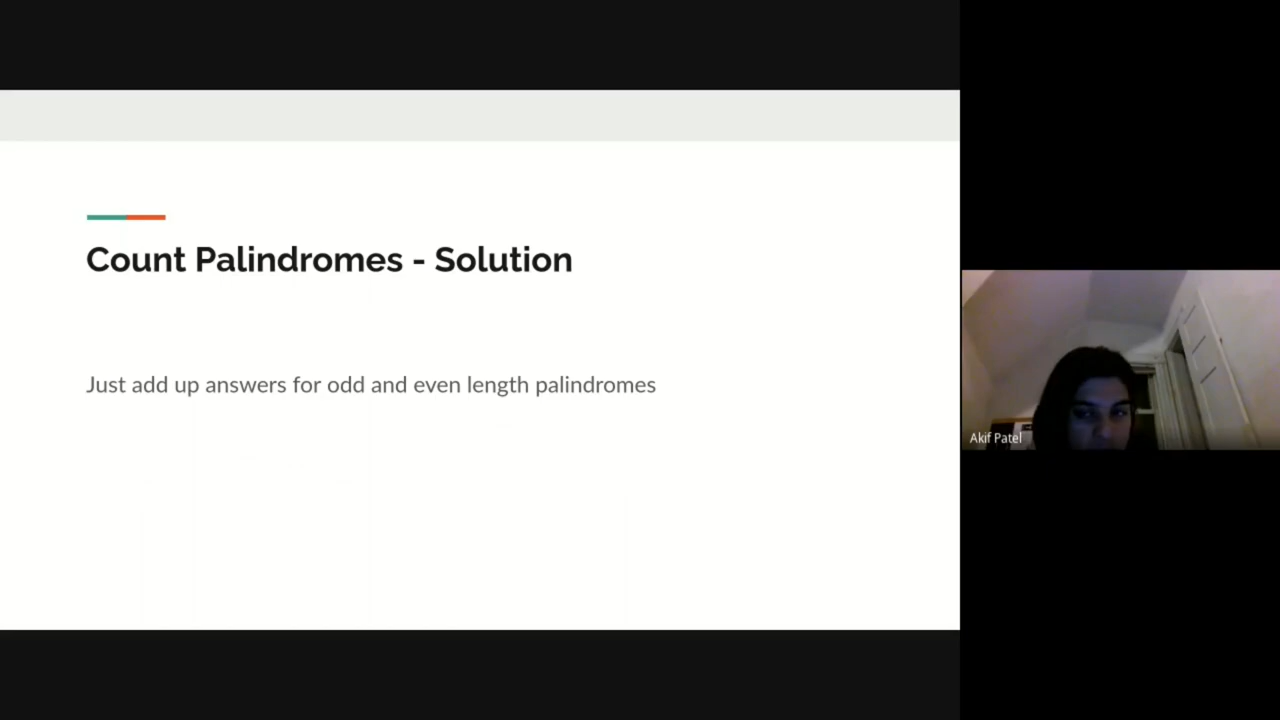 Count Palindromes - Solution
Just add up answers for odd and even length palindromes
Akif Patel